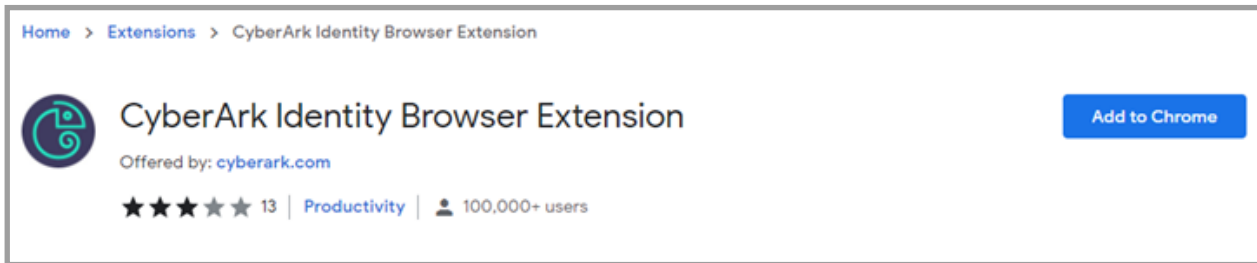 Home > Extensions > CyberArk Identity Browser Extension
CyberArk Identity Browser Extension
Add to Chrome
Offered by: cyberark.com
13 | Productivity | 100,000+ users